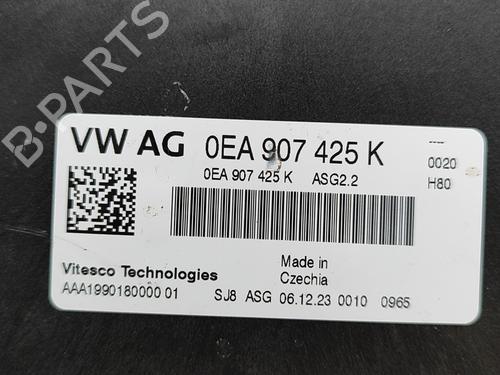 B-PARTS
VW AG 0EA 907 425 K
----
0020
0EA 907 425 K ASG2.2
H80
Made in
Czechia
Vitesco Technologies
AAA1990180000 01
SJ8 ASG 06.12.23 0010 0965